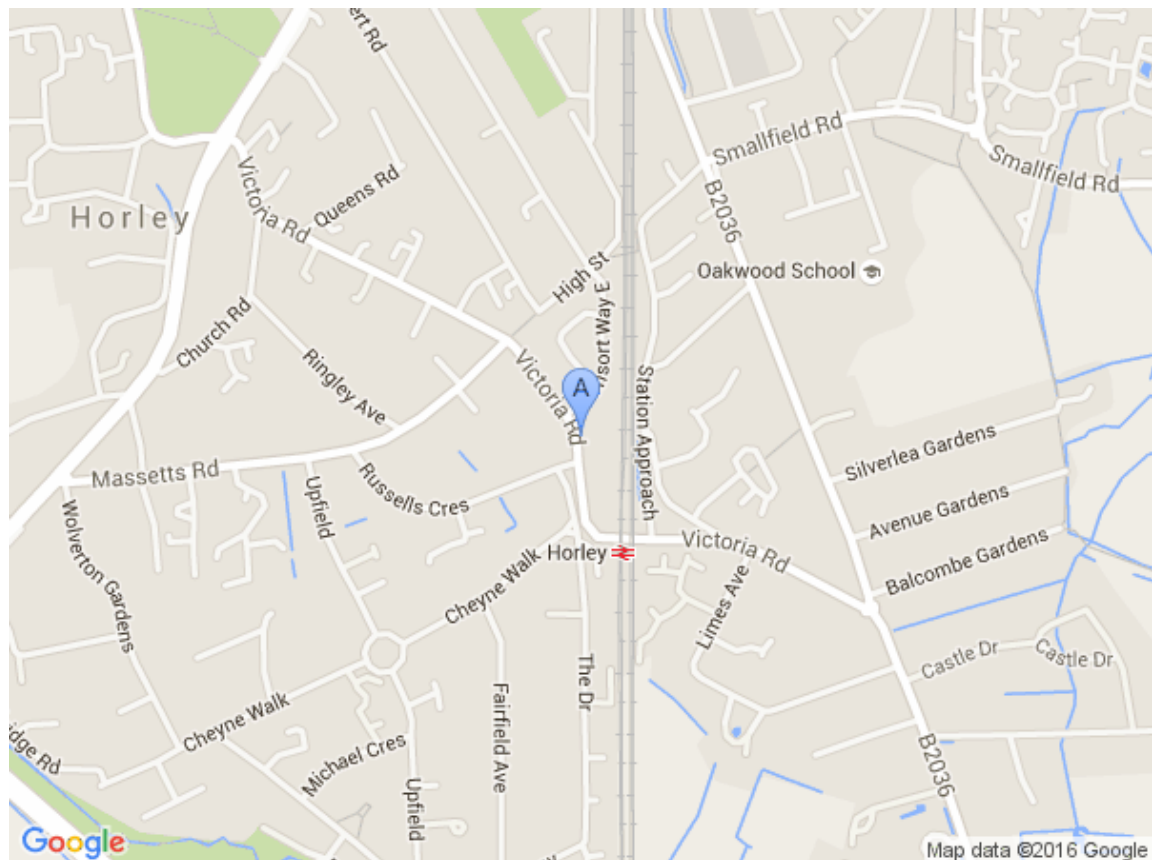 ert Rd
Smallfield Rd
Smallfield Rd
Victoria Rd
Queens Rd
B2036
Horley
Oakwood School
High St
nsort Way E
Church Rd
Ringley Ave
Victoria Rd
A
Station Approach
Silverlea Gardens
Massetts Rd
Russells Cres
Upfield
Avenue Gardens
Wolverton Gardens
Victoria Rd
Horley
Balcombe Gardens
Cheyne Walk
Limes Ave
Castle Dr
Castle Dr
The Dr
Cheyne Walk
Fairfield Ave
idge Rd
Michael Cres
B2036
Upfield
Google
Map data ©2016 Google